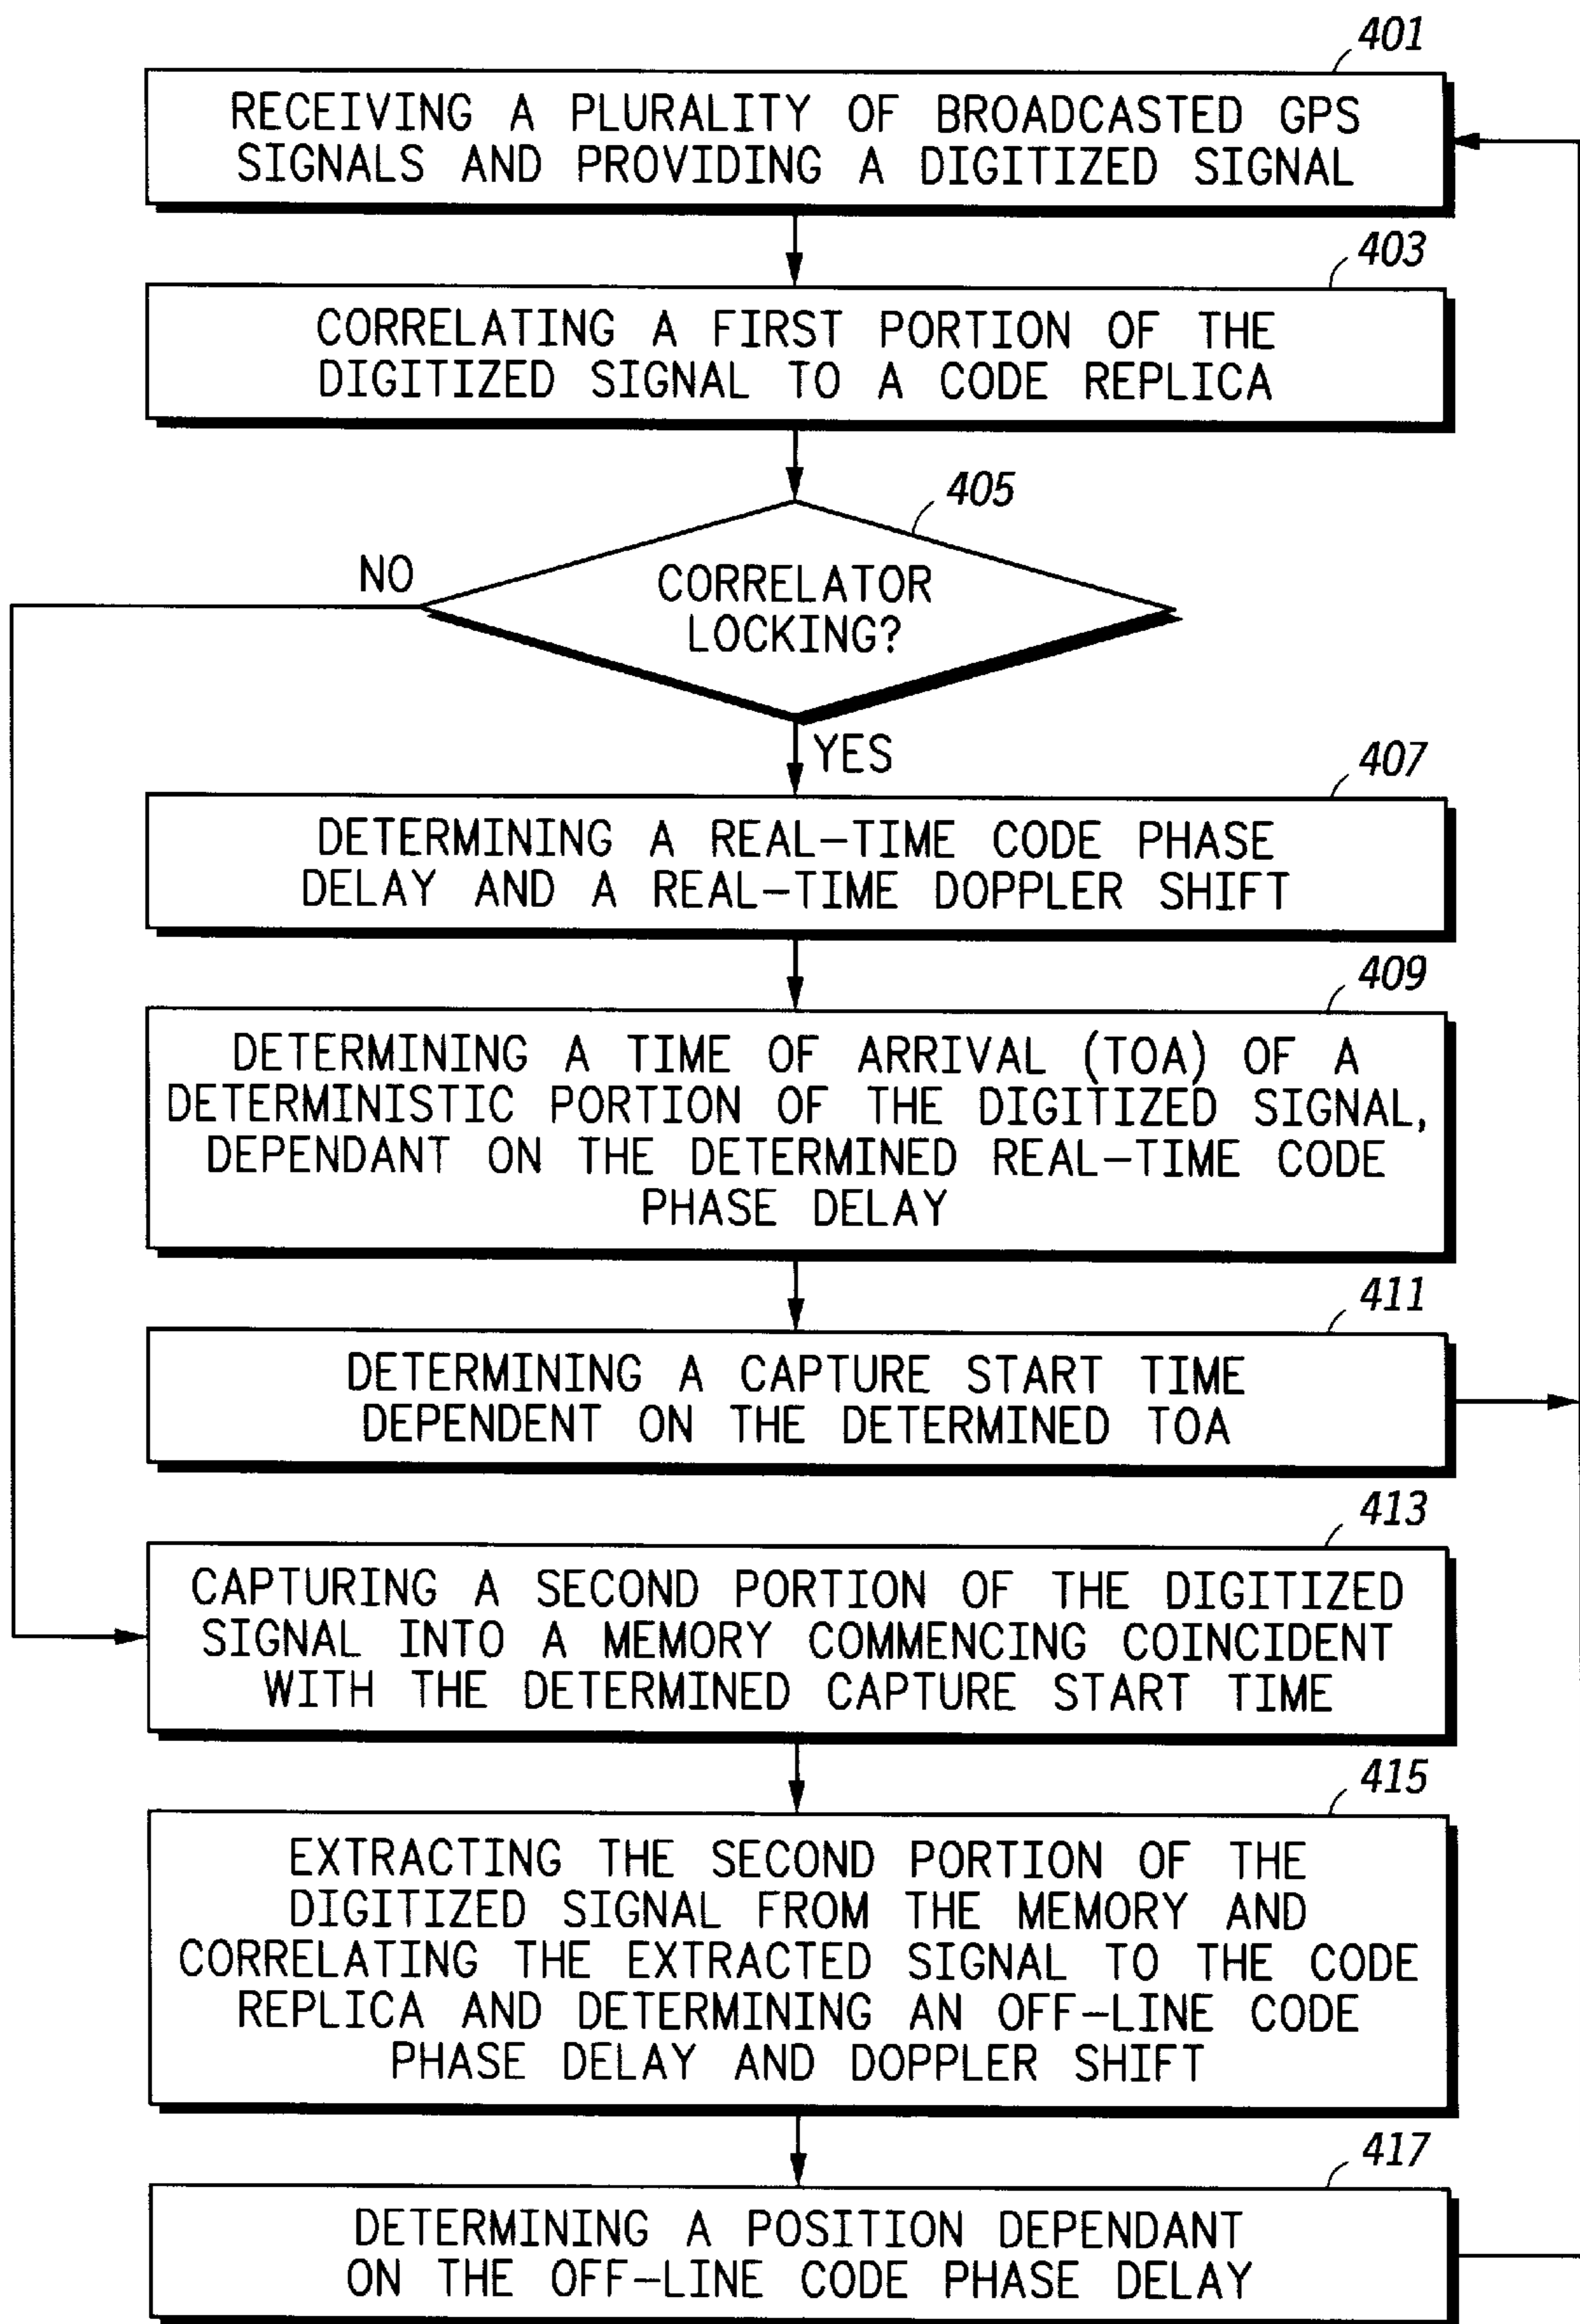 401
RECEIVING A PLURALITY OF BROADCASTED GPS
SIGNALS AND PROVIDING A DIGITIZED SIGNAL
403
CORRELATING A FIRST PORTION OF THE
DIGITIZED SIGNAL TO A CODE REPLICA
405
NO
CORRELATOR
LOCKING?
YES
407
DETERMINING A REAL-TIME CODE PHASE
DELAY AND A REAL-TIME DOPPLER SHIFT
409
DETERMINING A TIME OF ARRIVAL (TOA) OF A
DETERMINISTIC PORTION OF THE DIGITIZED SIGNAL,
DEPENDANT ON THE DETERMINED REAL-TIME CODE
PHASE DELAY
411
DETERMINING A CAPTURE START TIME
DEPENDENT ON THE DETERMINED TOA
413
CAPTURING A SECOND PORTION OF THE DIGITIZED
SIGNAL INTO A MEMORY COMMENCING COINCIDENT
WITH THE DETERMINED CAPTURE START TIME
415
EXTRACTING THE SECOND PORTION OF THE
DIGITIZED SIGNAL FROM THE MEMORY AND
CORRELATING THE EXTRACTED SIGNAL TO THE CODE
REPLICA AND DETERMINING AN OFF-LINE CODE
PHASE DELAY AND DOPPLER SHIFT
417
DETERMINING A POSITION DEPENDANT
ON THE OFF-LINE CODE PHASE DELAY